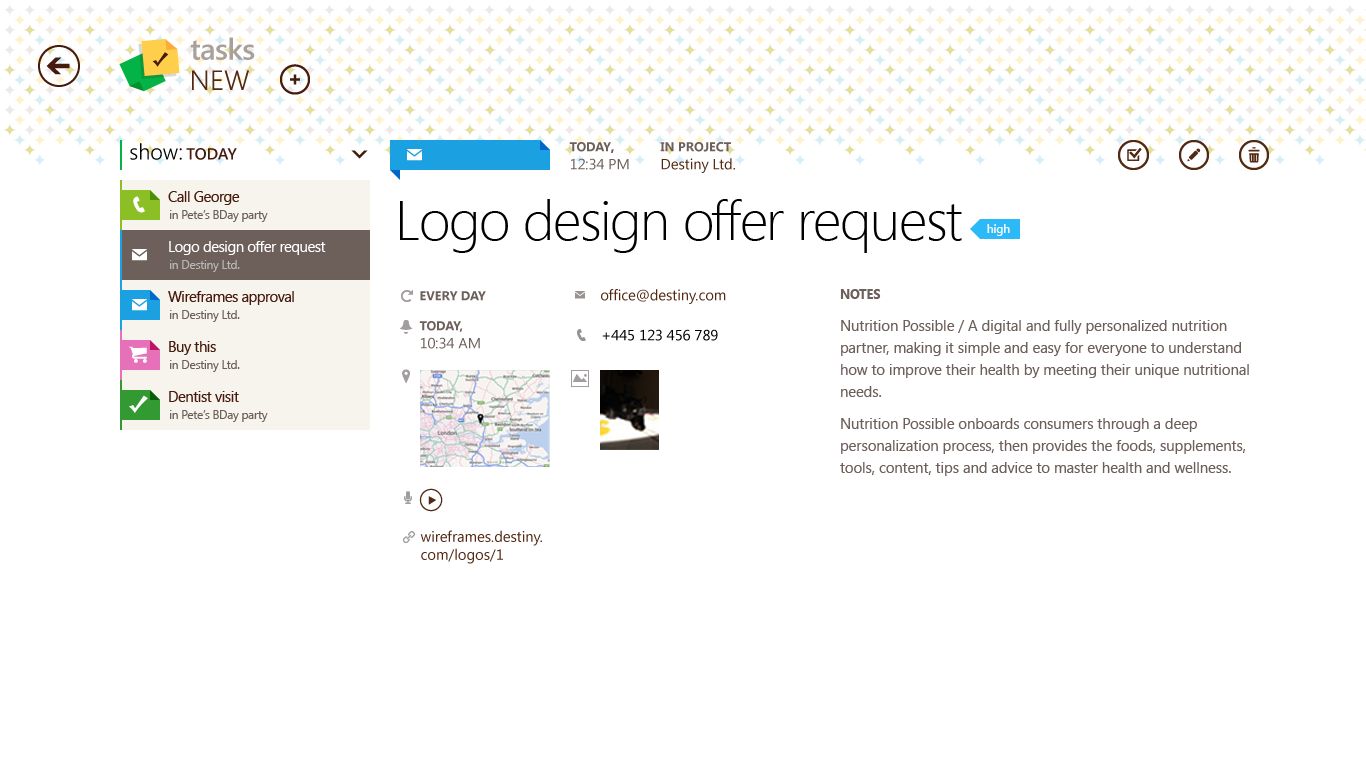 tasks
NEW
show: TODAY
Call George
in Pete's BDay party
Logo design offer request
in Destiny Ltd.
Wireframes approval
in Destiny Ltd.
Buy this
in Destiny Ltd.
Dentist visit
in Pete's BDay party
TODAY,
12:34 PM
IN PROJECT
Destiny Ltd.
Logo design offer request
high
EVERY DAY
TODAY,
10:34 AM
London
wireframes.destiny.
com/logos/1
office@destiny.com
+445 123 456 789
NOTES
Nutrition Possible / A digital and fully personalized nutrition
partner, making it simple and easy for everyone to understand
how to improve their health by meeting their unique nutritional
needs.
Nutrition Possible onboards consumers through a deep
personalization process, then provides the foods, supplements,
tools, content, tips and advice to master health and wellness.